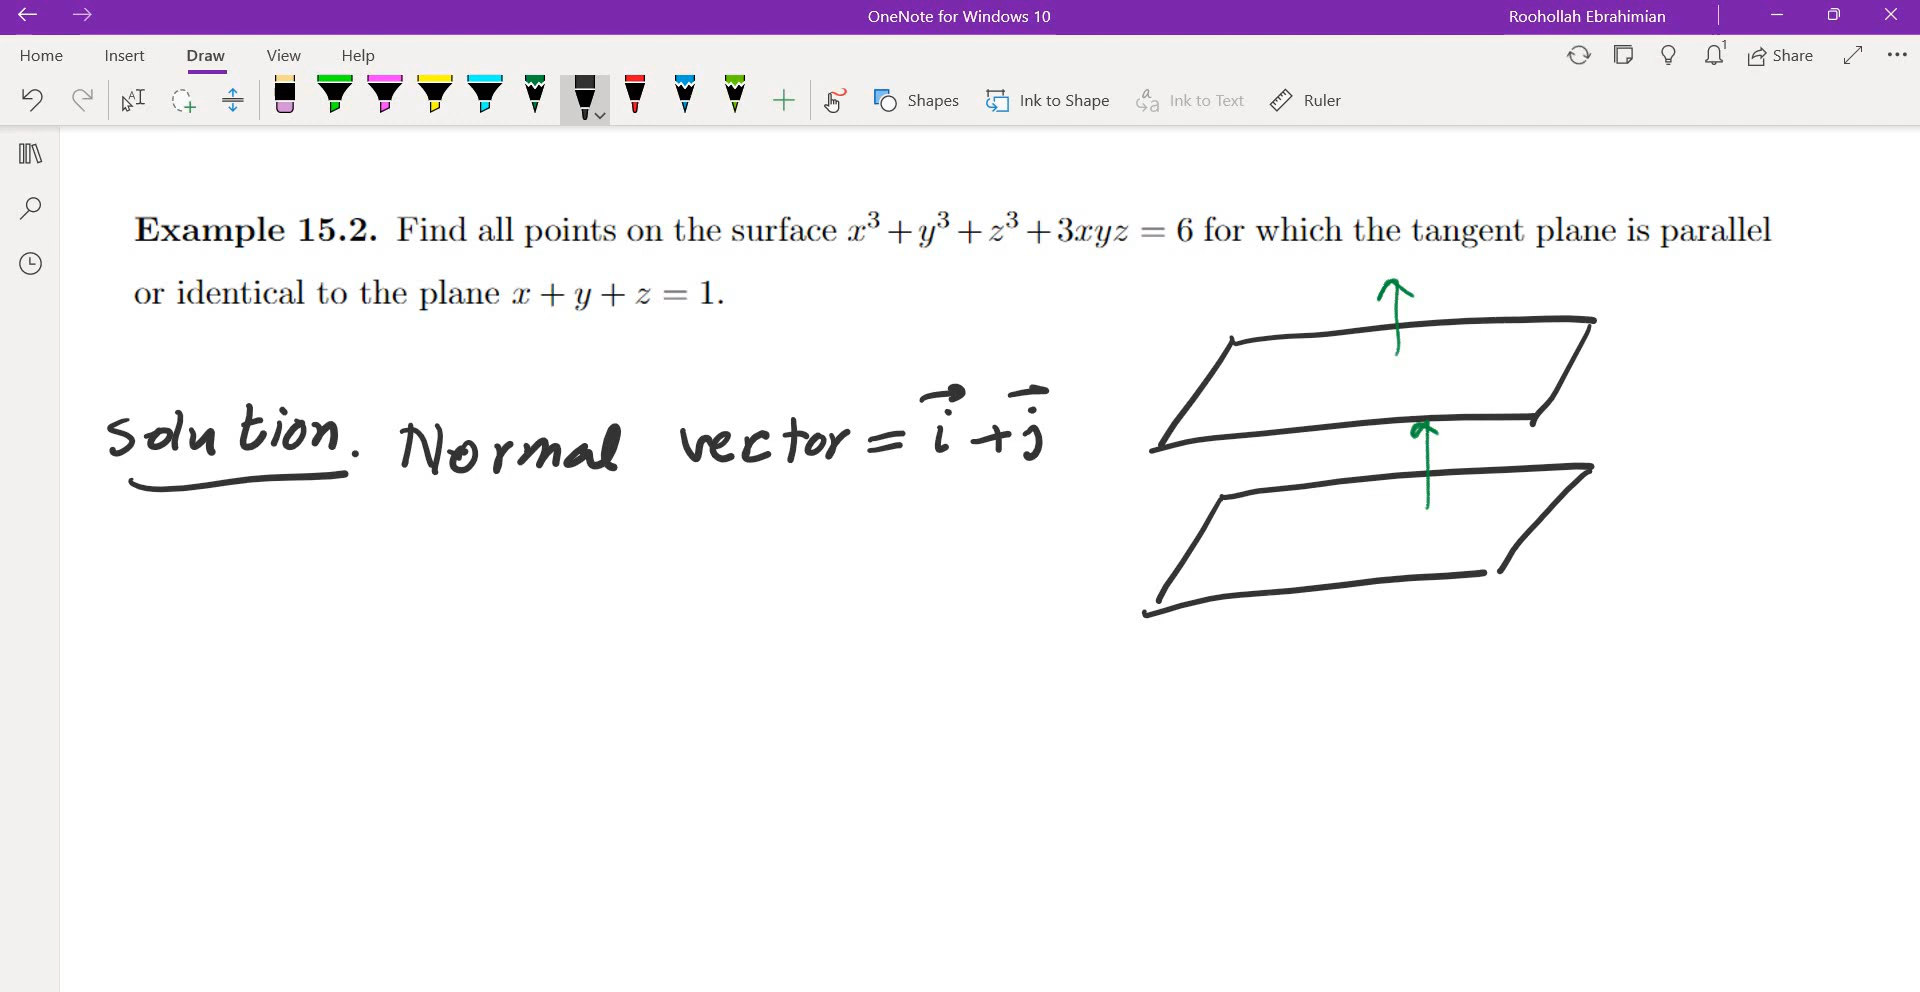 OneNote for Windows 10
Roohollah Ebrahimian
Home Insert Draw View Help
1
Share
Shapes Ink to Shape Ink to Text Ruler
Example 15.2. Find all points on the surface x³ + y³ + z³ + 3xyz = 6 for which the tangent plane is parallel
or identical to the plane x + y + z = 1.
Solution. Normal vector = i⃗ + j⃗